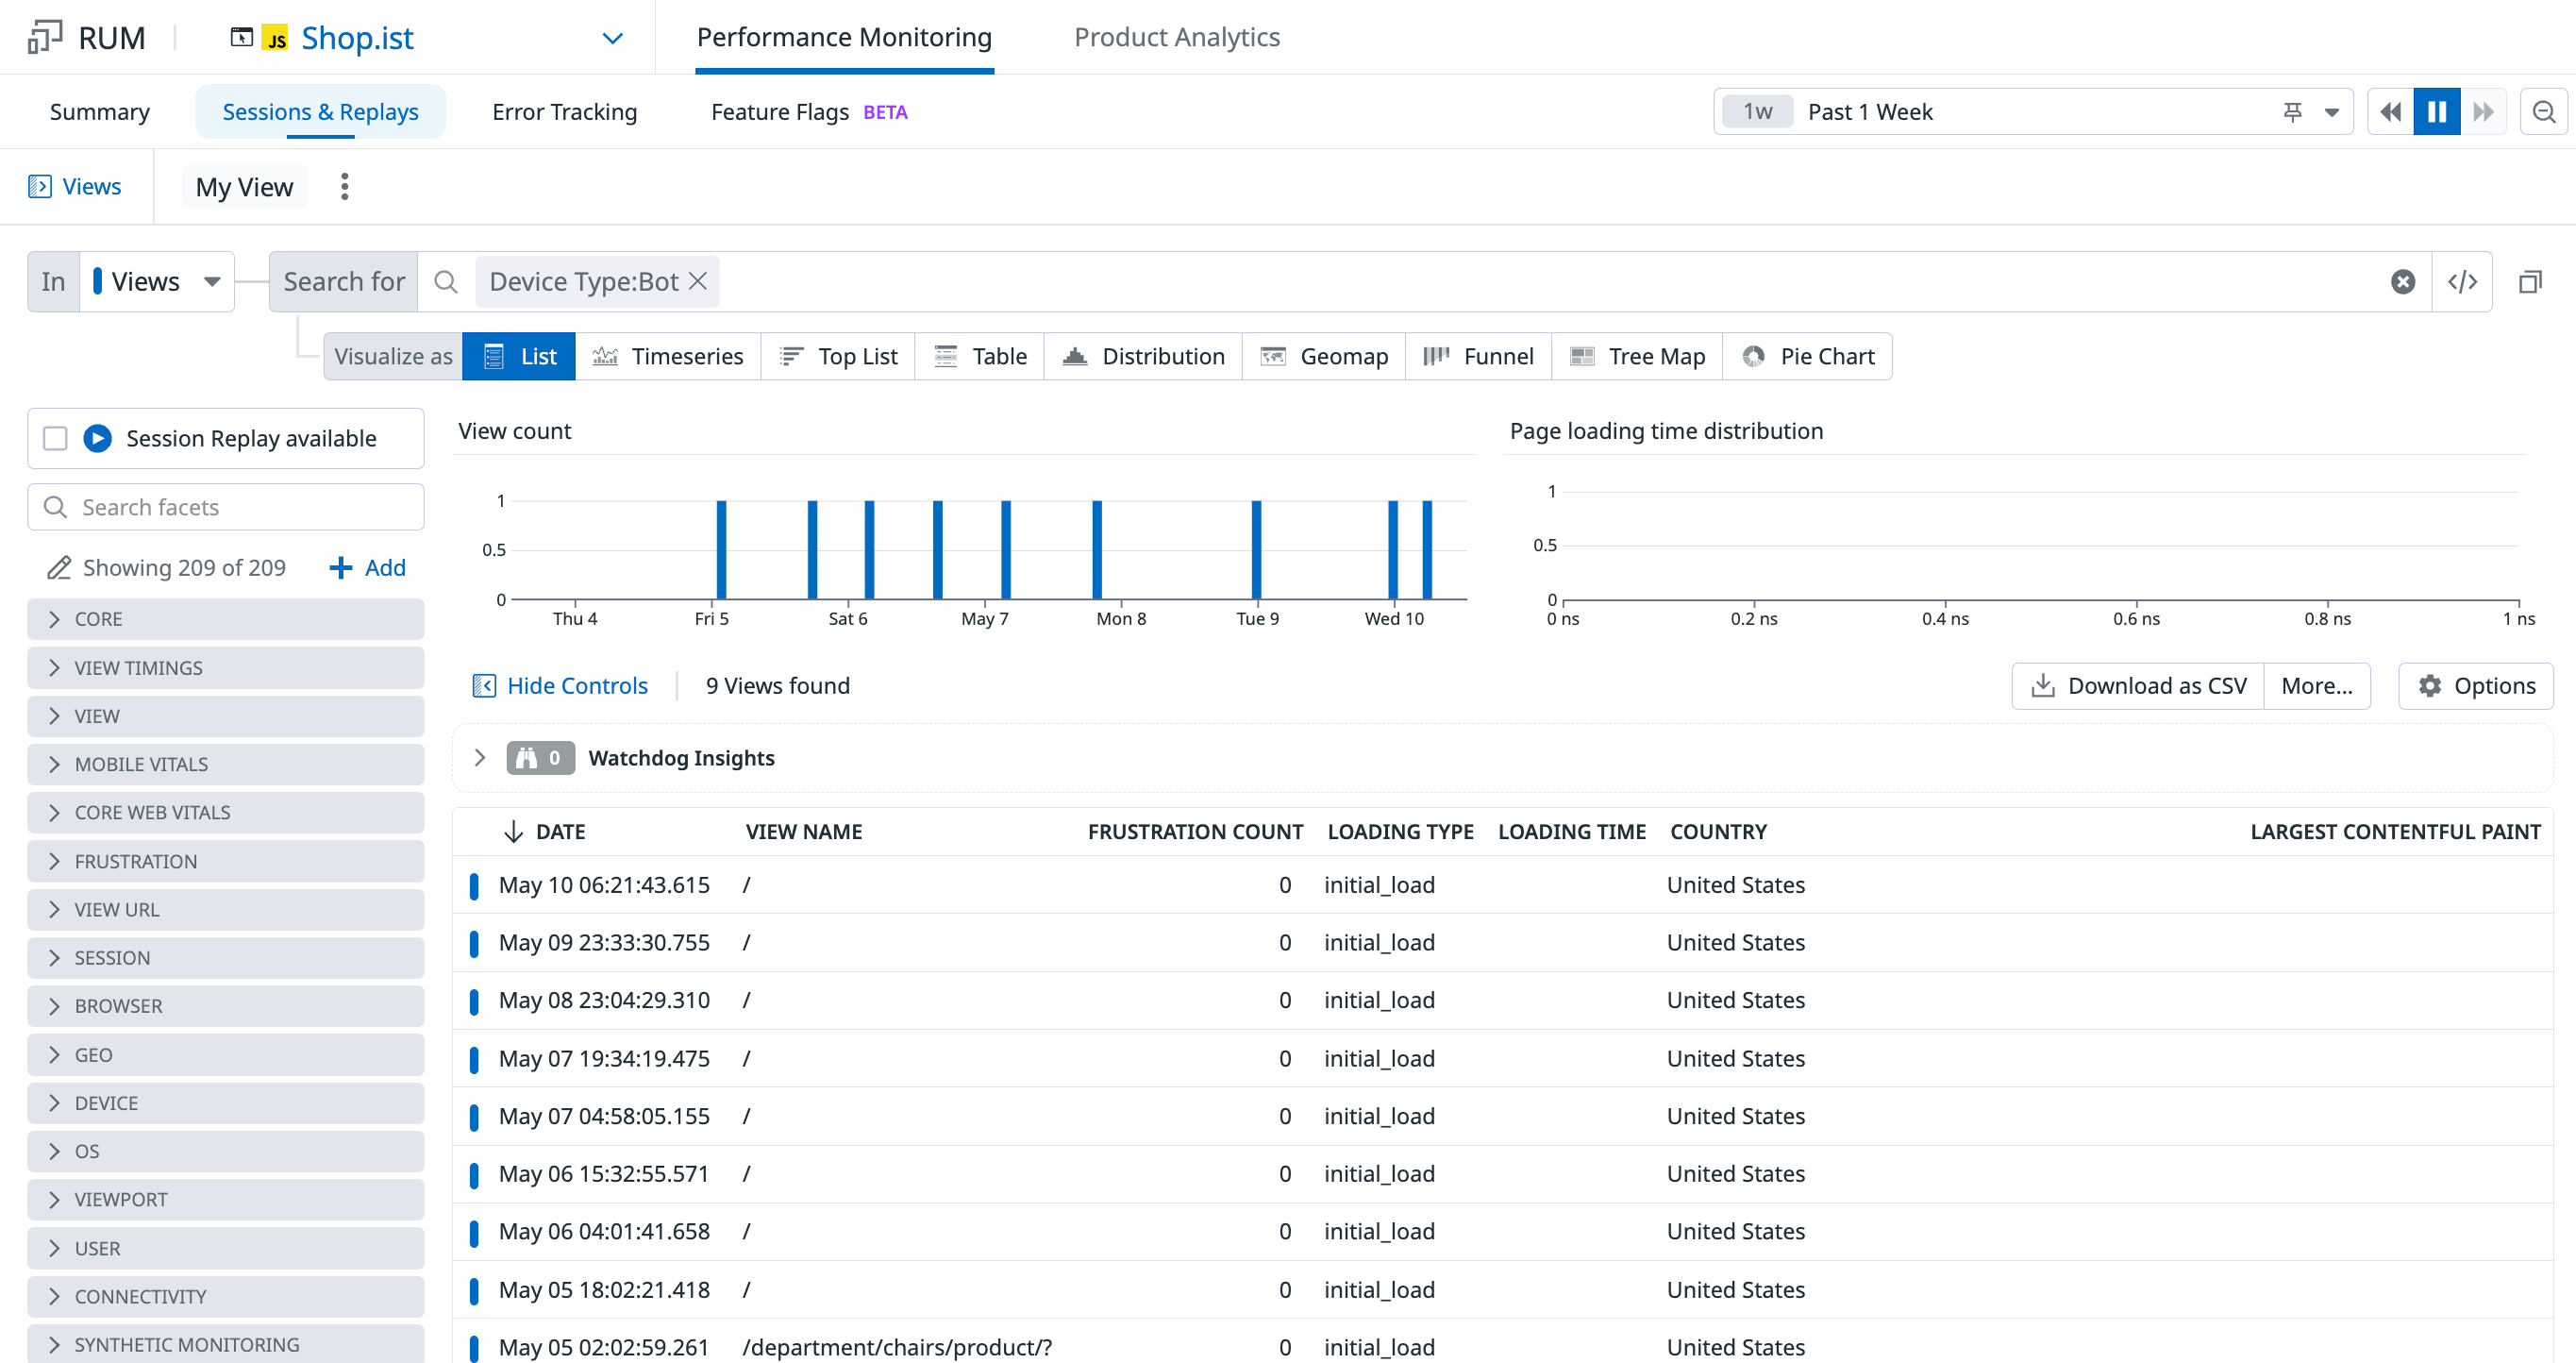 RUM JS Shop.ist Performance Monitoring Product Analytics
Summary Sessions & Replays Error Tracking Feature Flags BETA 1w Past 1 Week
Views My View
In Views Search for Device Type:Bot </>
Visualize as List Timeseries Top List Table Distribution Geomap Funnel Tree Map Pie Chart
Session Replay available
Search facets
Showing 209 of 209 Add
CORE
VIEW TIMINGS
VIEW
MOBILE VITALS
CORE WEB VITALS
FRUSTRATION
VIEW URL
SESSION
BROWSER
GEO
DEVICE
OS
VIEWPORT
USER
CONNECTIVITY
SYNTHETIC MONITORING
View count
1
0.5
0
Thu 4 Fri 5 Sat 6 May 7 Mon 8 Tue 9 Wed 10
Page loading time distribution
1
0.5
0
0 ns 0.2 ns 0.4 ns 0.6 ns 0.8 ns 1 ns
Hide Controls 9 Views found Download as CSV More... Options
0 Watchdog Insights
DATE VIEW NAME FRUSTRATION COUNT LOADING TYPE LOADING TIME COUNTRY LARGEST CONTENTFUL PAINT
May 10 06:21:43.615 / 0 initial_load United States
May 09 23:33:30.755 / 0 initial_load United States
May 08 23:04:29.310 / 0 initial_load United States
May 07 19:34:19.475 / 0 initial_load United States
May 07 04:58:05.155 / 0 initial_load United States
May 06 15:32:55.571 / 0 initial_load United States
May 06 04:01:41.658 / 0 initial_load United States
May 05 18:02:21.418 / 0 initial_load United States
May 05 02:02:59.261 /department/chairs/product/? 0 initial_load United States